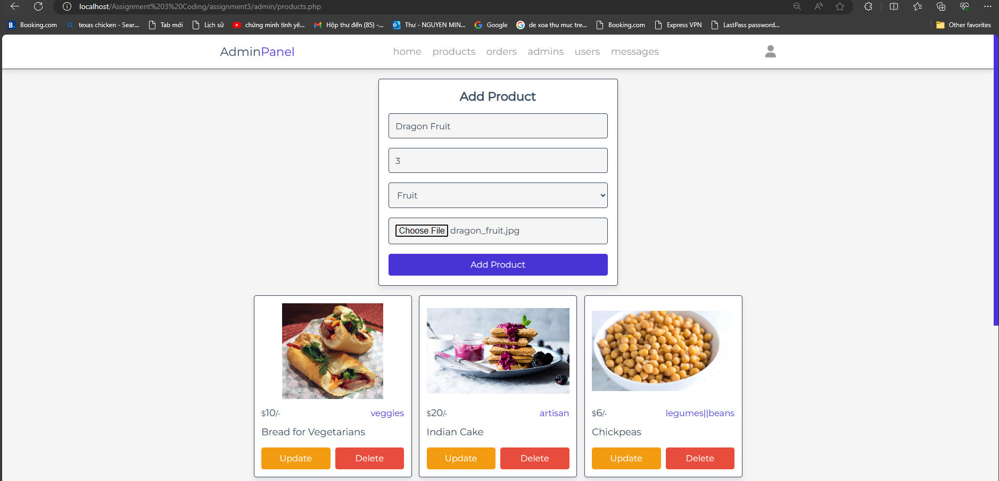 localhost/Assignment%203%20Coding/assignment3/admin/products.php
Booking.com texas chicken - Sear... Tab mới Lịch sử chứng minh tình yê... Hộp thư đến (85) -... Thư - NGUYEN MIN... Google de xoa thu muc tre... Booking.com Express VPN LastPass password... Other favorites
AdminPanel home products orders admins users messages
Add Product
Dragon Fruit
3
Fruit
Choose File dragon_fruit.jpg
Add Product
$10/- veggies
Bread for Vegetarians
Update Delete
$20/- artisan
Indian Cake
Update Delete
$6/- legumes||beans
Chickpeas
Update Delete